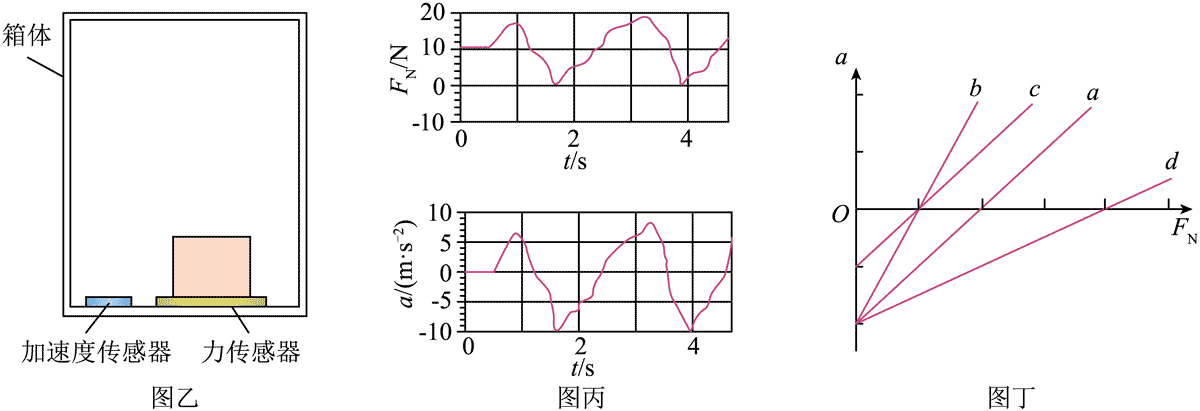 箱体
加速度传感器
力传感器
图乙
F_N/N
20
10
0
-10
0
2
4
t/s
a/(m·s⁻²)
10
5
0
-5
-10
0
2
4
t/s
图丙
a
b
c
a
d
O
F_N
图丁